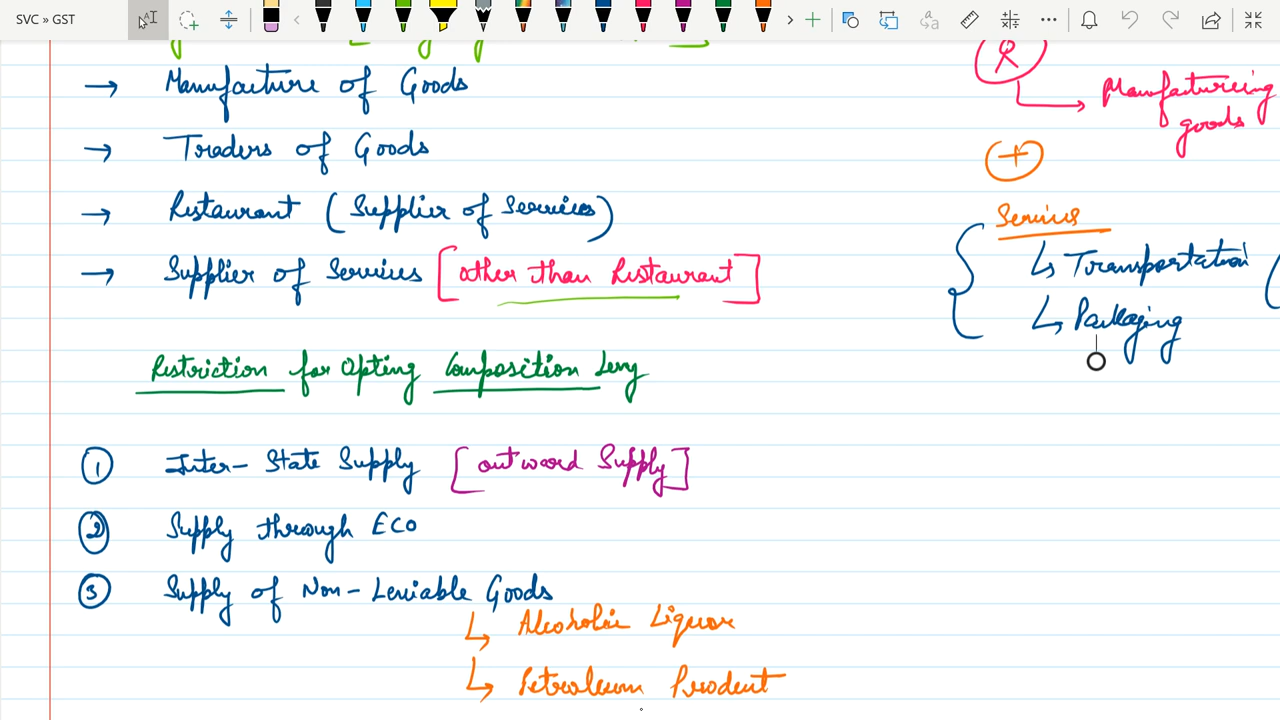 SVC » GST
→ Manufacture of Goods
→ Traders of Goods
→ Restaurant (Supplier of Services)
→ Supplier of Services [other than Restaurant]
Restriction for Opting Composition Levy
① Inter-State Supply [outward Supply]
② Supply through ECO
③ Supply of Non-Leviable Goods
↳ Alcoholic Liquor
↳ Petroleum Product
R
→ Manufacturing
goods
+
Services
↳ Transportation
↳ Packaging